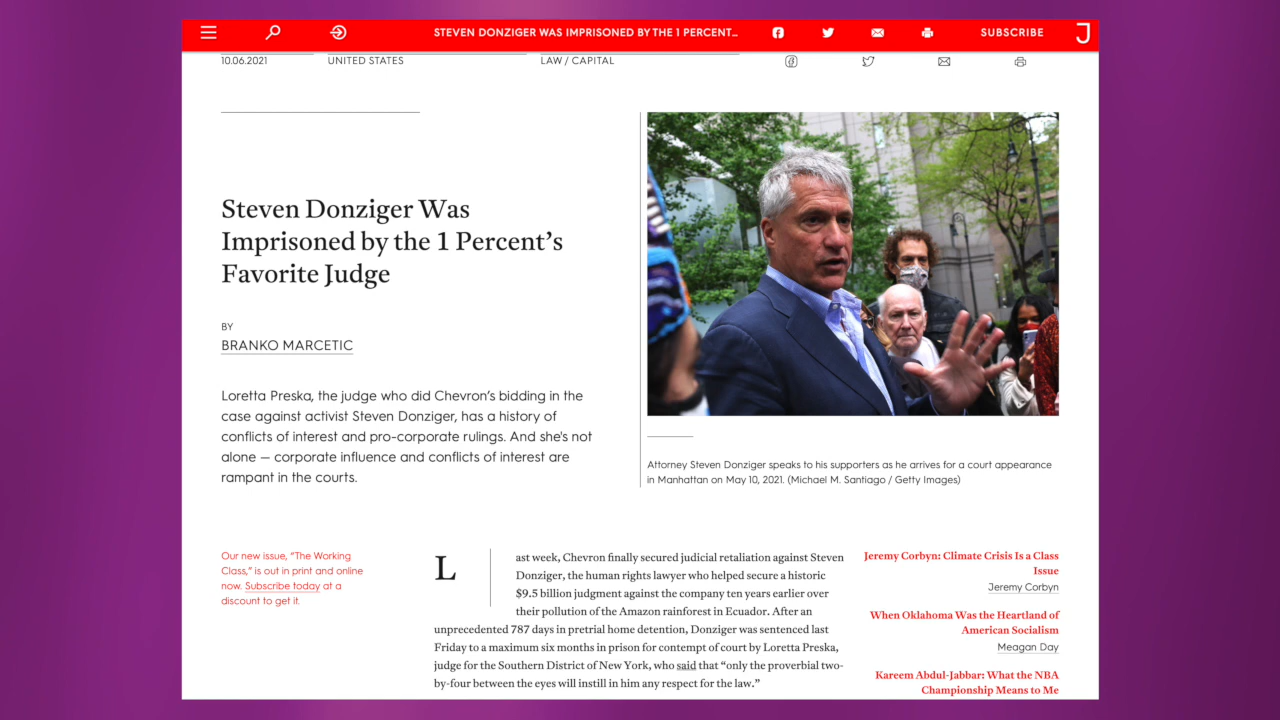 STEVEN DONZIGER WAS IMPRISONED BY THE 1 PERCENT…
SUBSCRIBE
J
10.06.2021
UNITED STATES
LAW / CAPITAL
Steven Donziger Was
Imprisoned by the 1 Percent’s
Favorite Judge
BY
BRANKO MARCETIC
Loretta Preska, the judge who did Chevron’s bidding in the
case against activist Steven Donziger, has a history of
conflicts of interest and pro-corporate rulings. And she's not
alone — corporate influence and conflicts of interest are
rampant in the courts.
Attorney Steven Donziger speaks to his supporters as he arrives for a court appearance
in Manhattan on May 10, 2021. (Michael M. Santiago / Getty Images)
Our new issue, “The Working
Class,” is out in print and online
now. Subscribe today at a
discount to get it.
Last week, Chevron finally secured judicial retaliation against Steven
Donziger, the human rights lawyer who helped secure a historic
$9.5 billion judgment against the company ten years earlier over
their pollution of the Amazon rainforest in Ecuador. After an
unprecedented 787 days in pretrial home detention, Donziger was sentenced last
Friday to a maximum six months in prison for contempt of court by Loretta Preska,
judge for the Southern District of New York, who said that “only the proverbial two-
by-four between the eyes will instill in him any respect for the law.”
Jeremy Corbyn: Climate Crisis Is a Class
Issue
Jeremy Corbyn
When Oklahoma Was the Heartland of
American Socialism
Meagan Day
Kareem Abdul-Jabbar: What the NBA
Championship Means to Me